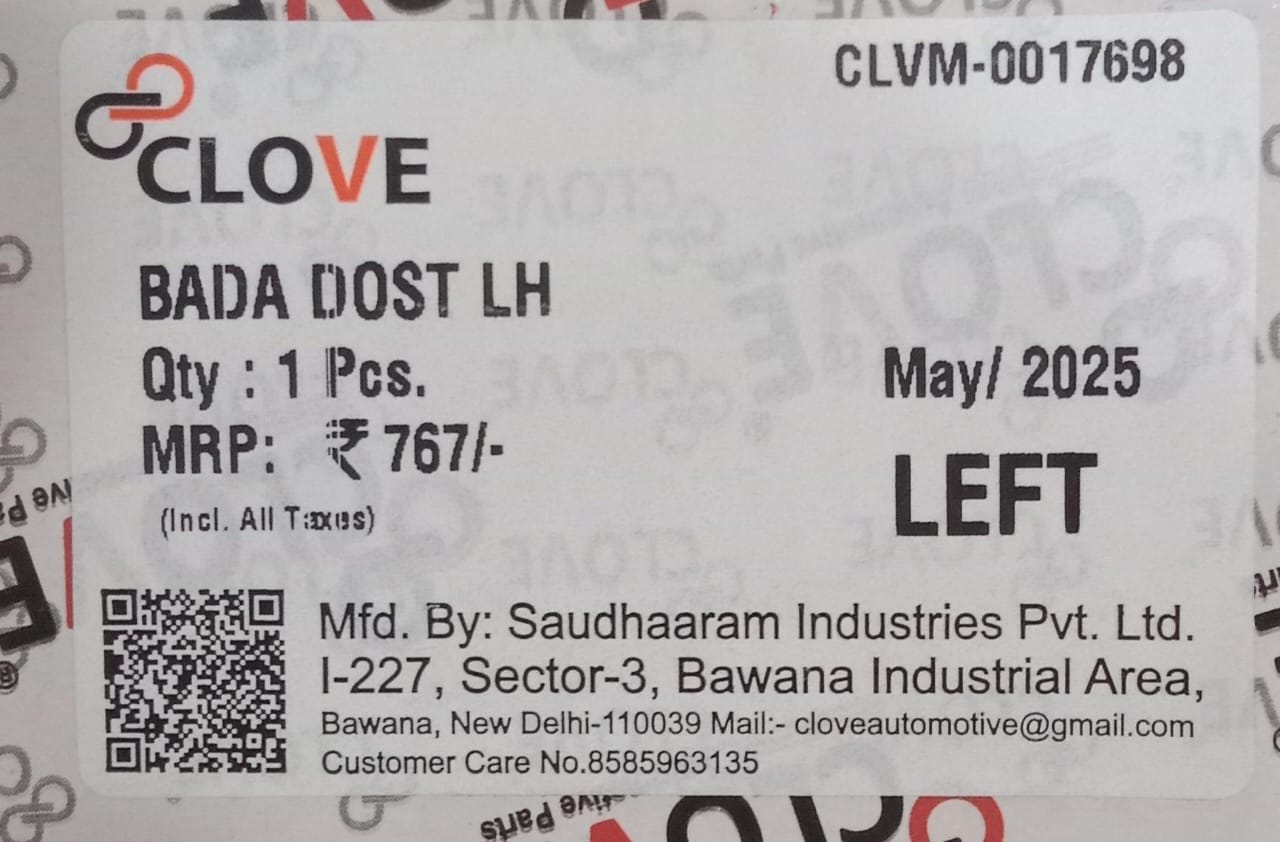 CLVM-0017698
CLOVE
BADA DOST LH
Qty : 1 Pcs.
May/ 2025
MRP: ₹ 767/-
LEFT
(Incl. All Taxes)
Mfd. By: Saudhaaram Industries Pvt. Ltd.
I-227, Sector-3, Bawana Industrial Area,
Bawana, New Delhi-110039 Mail:- cloveautomotive@gmail.com
Customer Care No.8585963135